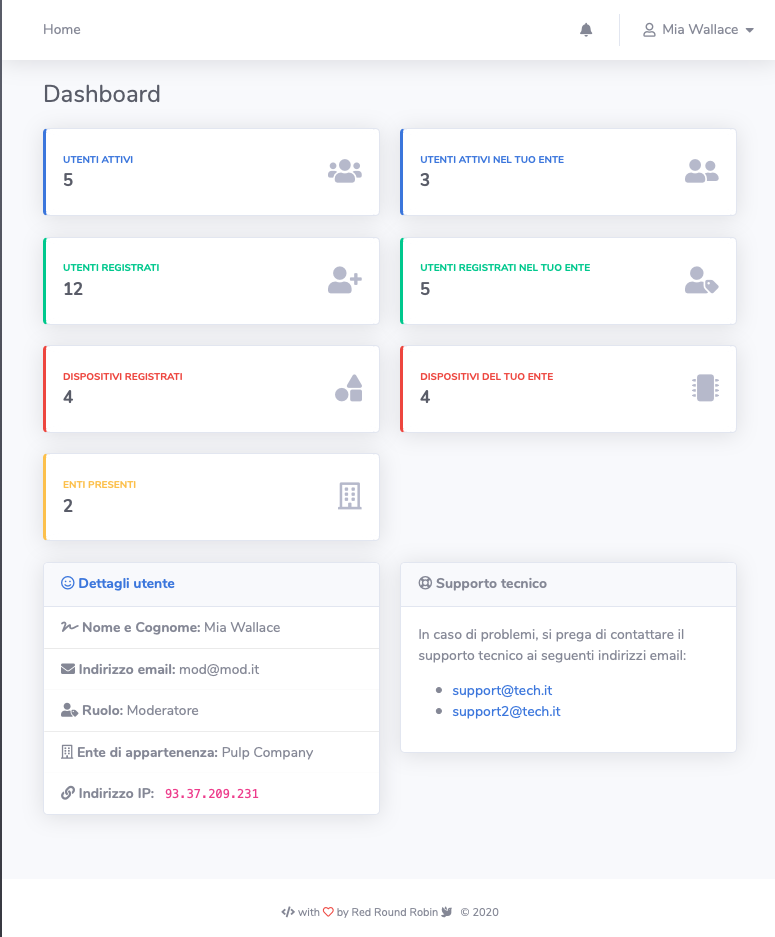 Home
Mia Wallace
Dashboard
UTENTI ATTIVI
5
UTENTI ATTIVI NEL TUO ENTE
3
UTENTI REGISTRATI
12
UTENTI REGISTRATI NEL TUO ENTE
5
DISPOSITIVI REGISTRATI
4
DISPOSITIVI DEL TUO ENTE
4
ENTI PRESENTI
2
Dettagli utente
Nome e Cognome: Mia Wallace
Indirizzo email: mod@mod.it
Ruolo: Moderatore
Ente di appartenenza: Pulp Company
Indirizzo IP: 93.37.209.231
Supporto tecnico
In caso di problemi, si prega di contattare il
supporto tecnico ai seguenti indirizzi email:
support@tech.it
support2@tech.it
with by Red Round Robin © 2020